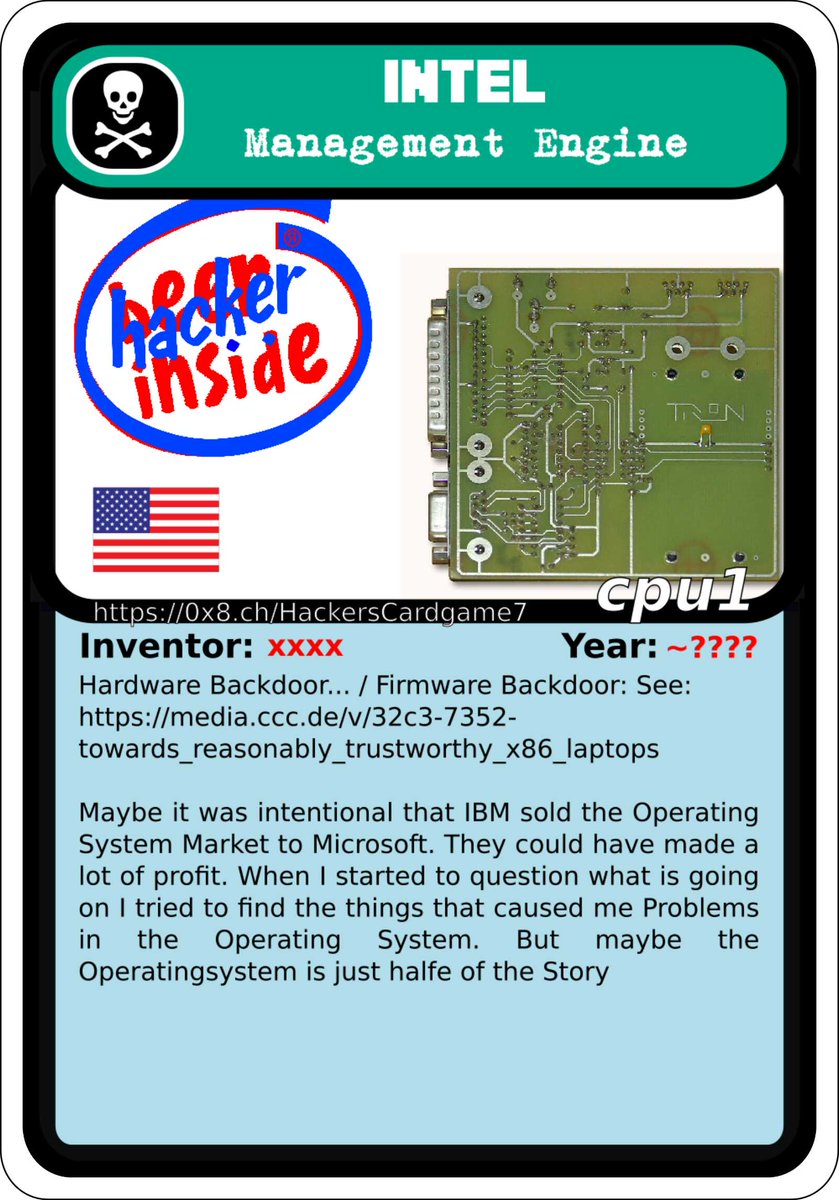 INTEL
Management Engine
®
hacker
inside
TRON
cpu1
https://0x8.ch/HackersCardgame7
Inventor: xxxx Year: ~????
Hardware Backdoor... / Firmware Backdoor: See:
https://media.ccc.de/v/32c3-7352-
towards_reasonably_trustworthy_x86_laptops
Maybe it was intentional that IBM sold the Operating
System Market to Microsoft. They could have made a
lot of profit. When I started to question what is going
on I tried to find the things that caused me Problems
in the Operating System. But maybe the
Operatingsystem is just halfe of the Story